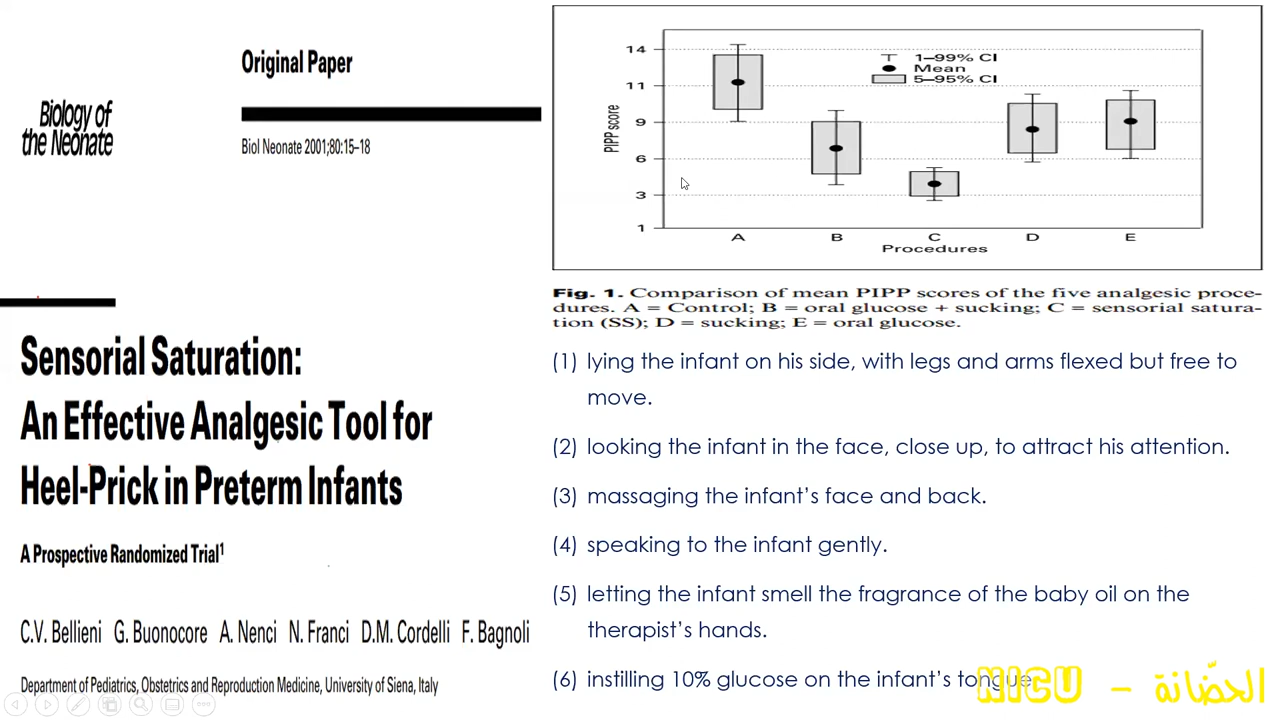 Original Paper
Biology of
the Neonate
Biol Neonate 2001;80:15–18
Sensorial Saturation:
An Effective Analgesic Tool for
Heel-Prick in Preterm Infants
A Prospective Randomized Trial¹
C.V. Bellieni G. Buonocore A. Nenci N. Franci D.M. Cordelli F. Bagnoli
Department of Pediatrics, Obstetrics and Reproduction Medicine, University of Siena, Italy
PIPP score
14
11
9
6
3
1
1–99% CI
Mean
5–95% CI
A B C D E
Procedures
Fig. 1. Comparison of mean PIPP scores of the five analgesic proce-
dures. A = Control; B = oral glucose + sucking; C = sensorial satura-
tion (SS); D = sucking; E = oral glucose.
(1) lying the infant on his side, with legs and arms flexed but free to
move.
(2) looking the infant in the face, close up, to attract his attention.
(3) massaging the infant's face and back.
(4) speaking to the infant gently.
(5) letting the infant smell the fragrance of the baby oil on the
therapist's hands.
(6) instilling 10% glucose on the infant's tongue
NICU – الحضّانة